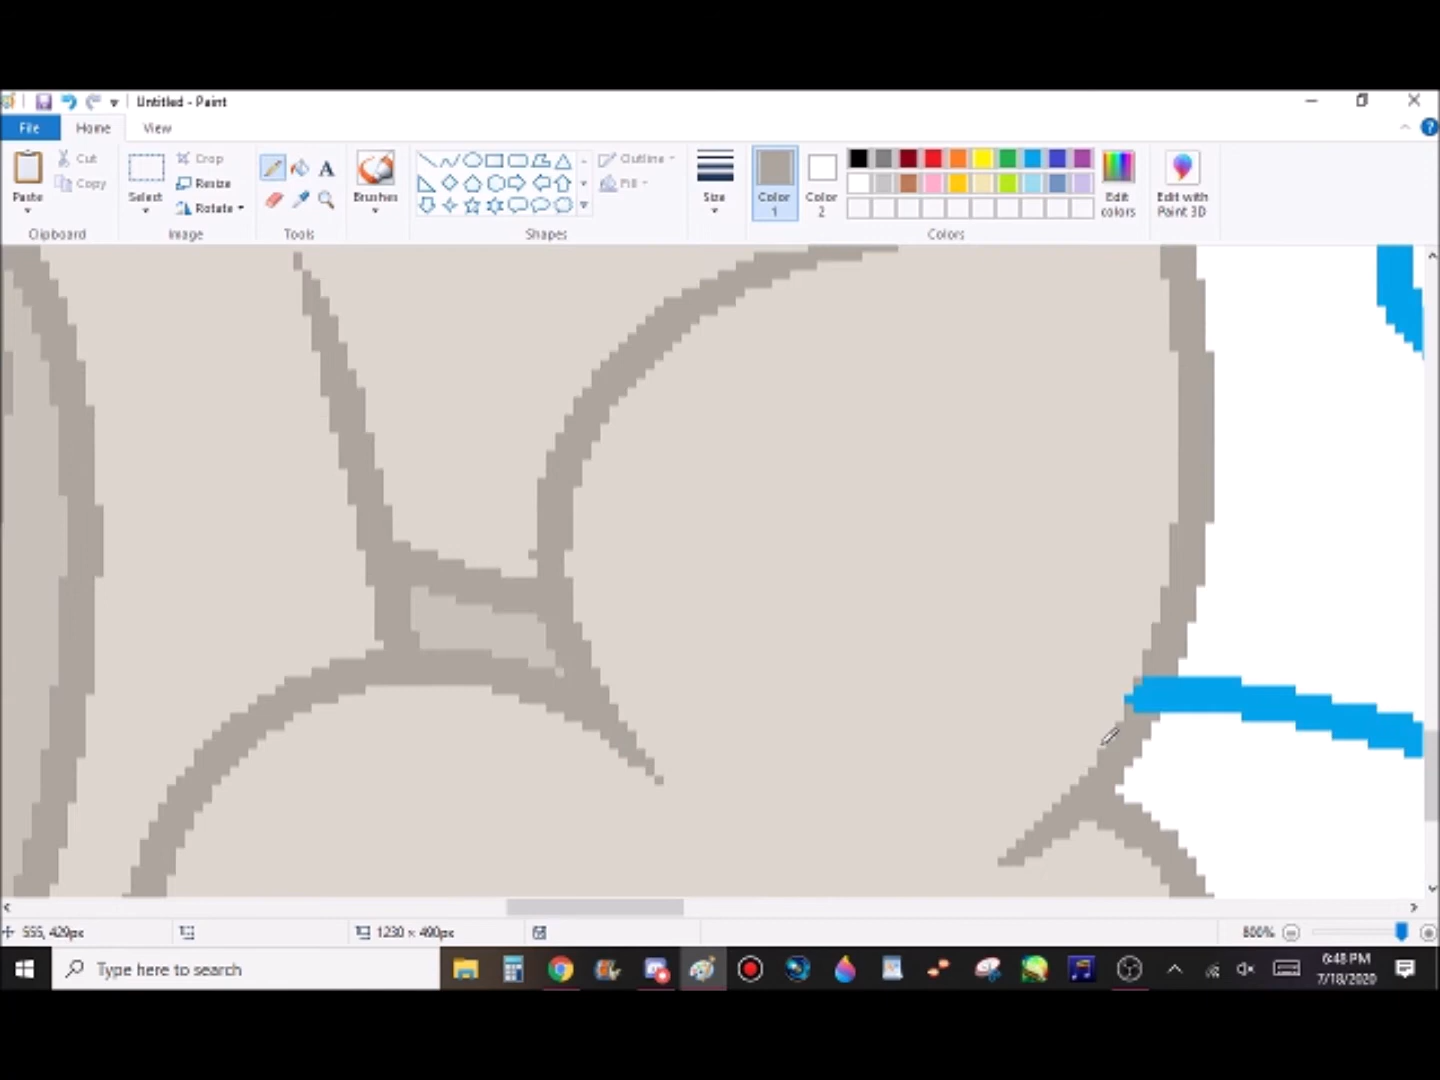 Untitled - Paint
File Home View
Paste
Cut
Copy
Clipboard
Select
Crop
Resize
Rotate
Image
A
Tools
Brushes
Shapes
Outline
Fill
Size
Color
1
Color
2
Colors
Edit
colors
Edit with
Paint 3D
?
555, 429px
1230 × 490px
800%
Type here to search
6:48 PM
7/18/2020